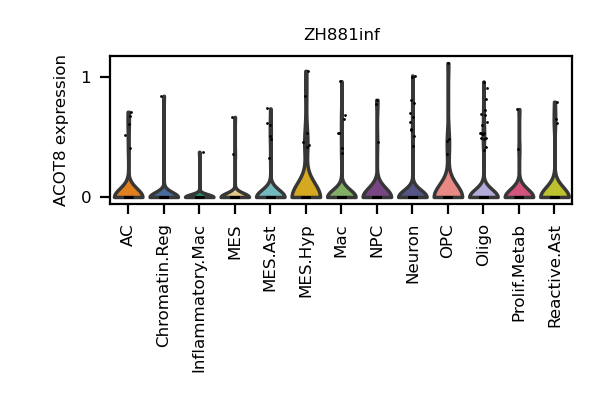 ZH881inf
ACOT8 expression
1
0
AC
Chromatin.Reg
Inflammatory.Mac
MES
MES.Ast
MES.Hyp
Mac
NPC
Neuron
OPC
Oligo
Prolif.Metab
Reactive.Ast